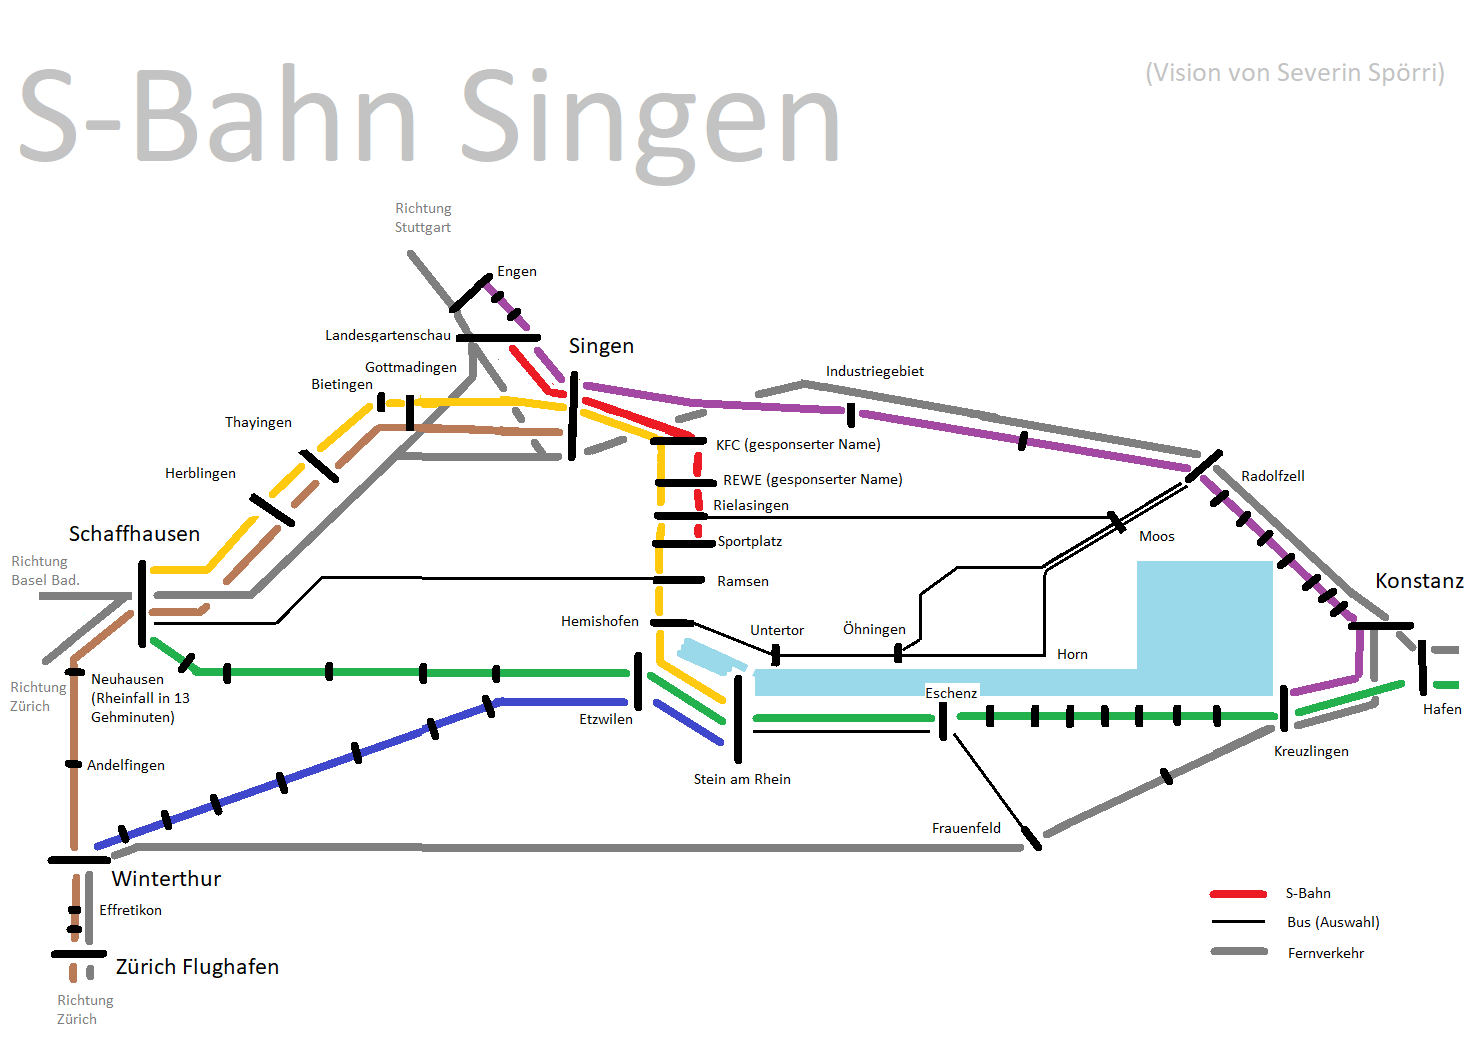 S-Bahn Singen
(Vision von Severin Spörri)
Richtung
Stuttgart
Engen
Landesgartenschau
Singen
Gottmadingen
Bietingen
Industriegebiet
Thayingen
KFC (gesponserter Name)
Herblingen
REWE (gesponserter Name)
Radolfzell
Rielasingen
Schaffhausen
Sportplatz
Moos
Richtung
Basel Bad.
Ramsen
Konstanz
Hemishofen
Untertor
Öhningen
Horn
Richtung
Zürich
Neuhausen
(Rheinfall in 13
Gehminuten)
Eschenz
Hafen
Etzwilen
Kreuzlingen
Stein am Rhein
Andelfingen
Frauenfeld
Winterthur
Effretikon
Zürich Flughafen
Richtung
Zürich
S-Bahn
Bus (Auswahl)
Fernverkehr